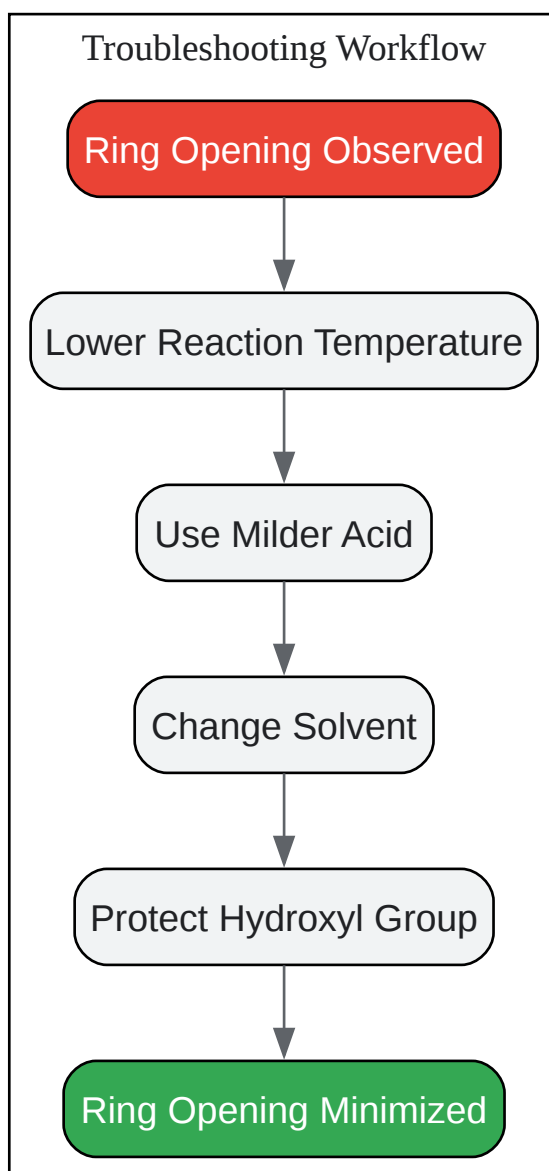 Troubleshooting Workflow
Ring Opening Observed
Lower Reaction Temperature
Use Milder Acid
Change Solvent
Protect Hydroxyl Group
Ring Opening Minimized